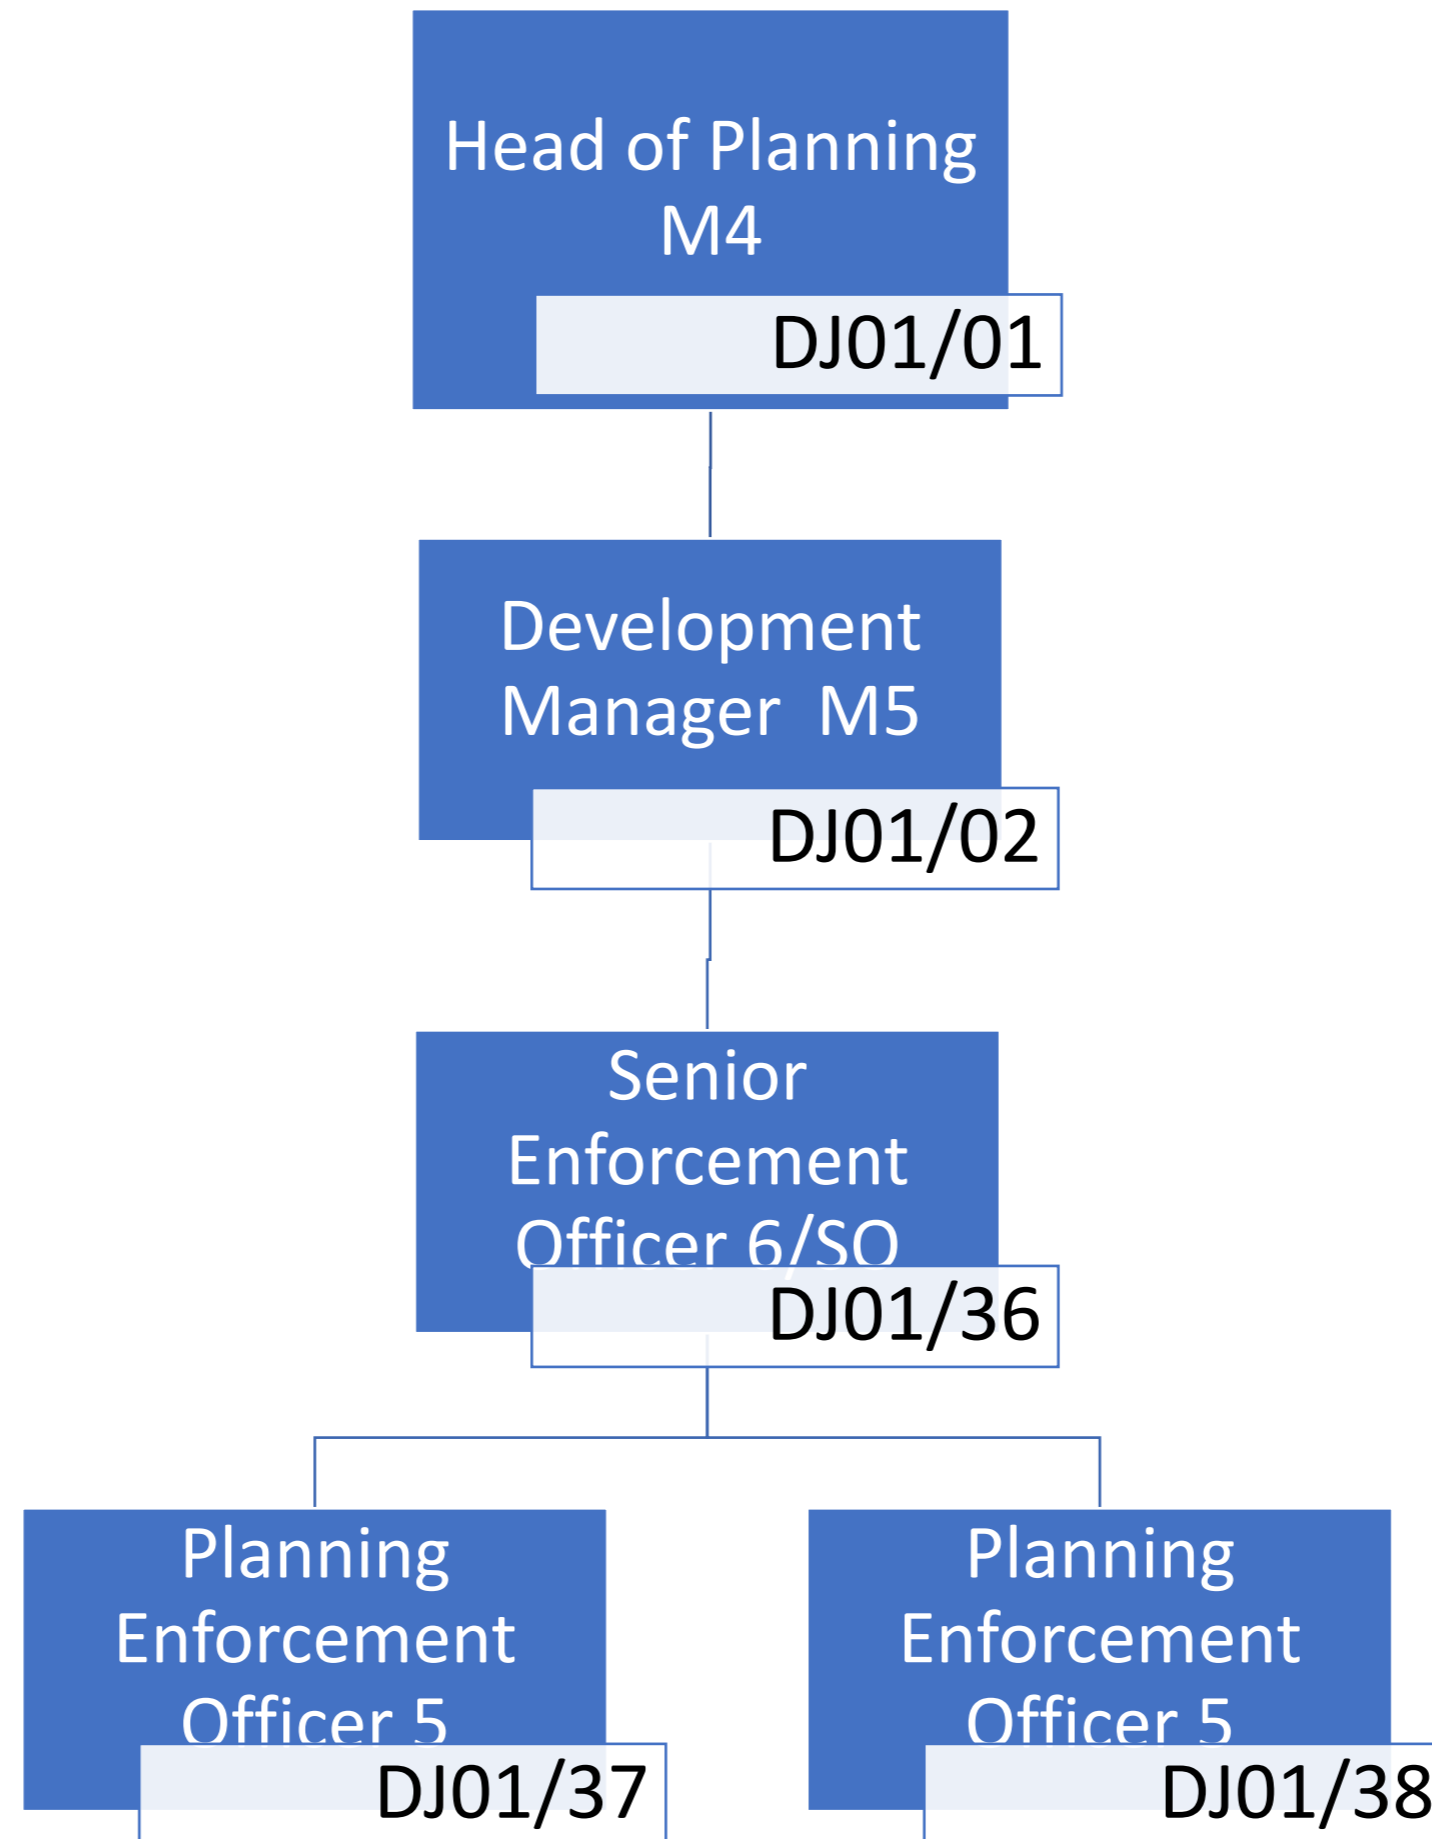 Head of Planning
M4
DJ01/01
Development
Manager  M5
DJ01/02
Senior
Enforcement
Officer 6/SO
DJ01/36
Planning
Enforcement
Officer 5
DJ01/37
Planning
Enforcement
Officer 5
DJ01/38